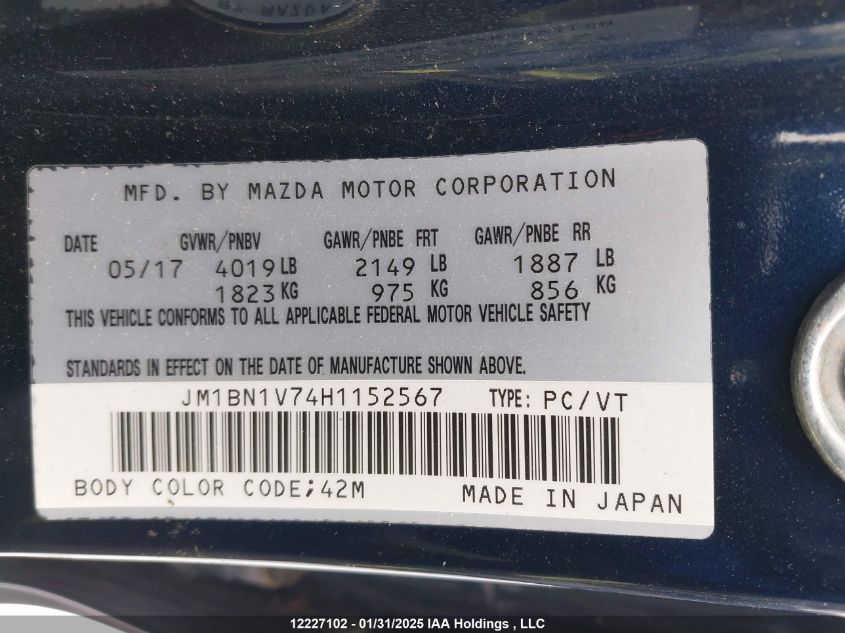 MFD. BY MAZDA MOTOR CORPORATION
DATE GVWR/PNBV GAWR/PNBE FRT GAWR/PNBE RR
05/17 4019 LB 2149 LB 1887 LB
1823 KG 975 KG 856 KG
THIS VEHICLE CONFORMS TO ALL APPLICABLE FEDERAL MOTOR VEHICLE SAFETY
STANDARDS IN EFFECT ON THE DATE OF MANUFACTURE SHOWN ABOVE.
JM1BN1V74H1152567 TYPE: PC/VT
BODY COLOR CODE;42M MADE IN JAPAN
12227102 - 01/31/2025 IAA Holdings , LLC